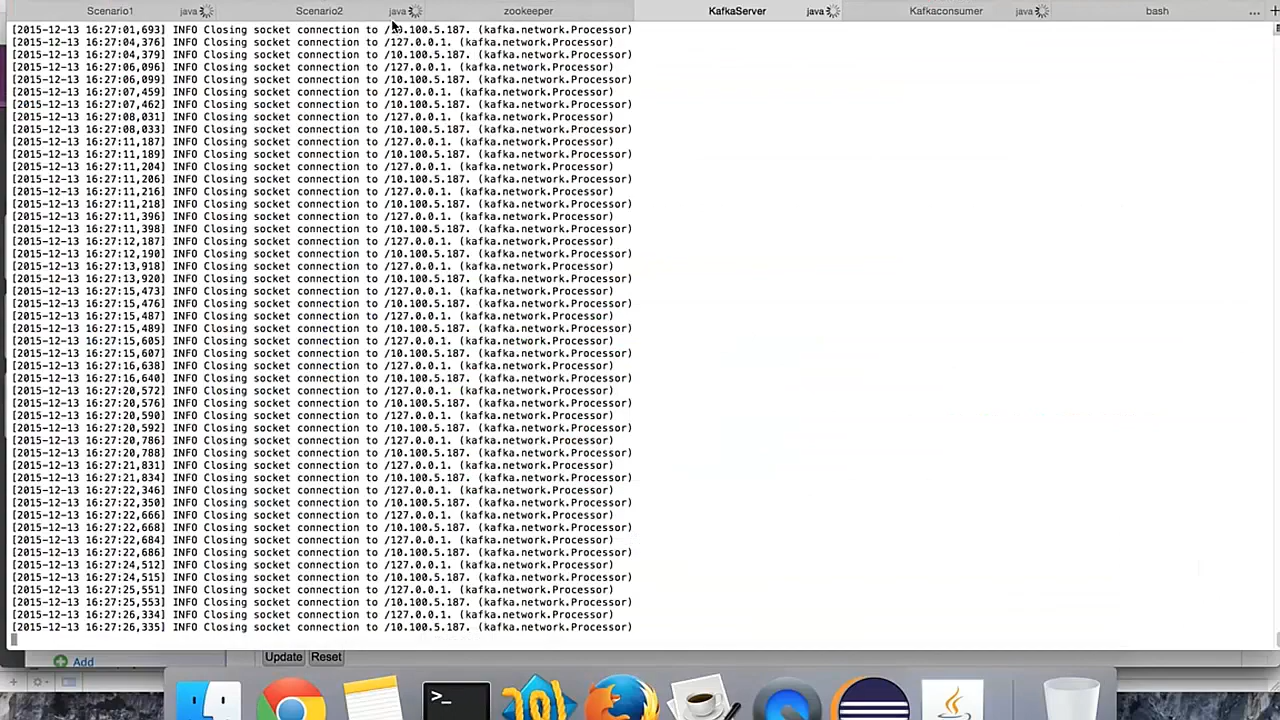 Scenario1 java Scenario2 java zookeeper KafkaServer java Kafkaconsumer java bash ...
[2015-12-13 16:27:01,693] INFO Closing socket connection to /10.100.5.187. (kafka.network.Processor)
[2015-12-13 16:27:04,376] INFO Closing socket connection to /127.0.0.1. (kafka.network.Processor)
[2015-12-13 16:27:04,379] INFO Closing socket connection to /10.100.5.187. (kafka.network.Processor)
[2015-12-13 16:27:06,096] INFO Closing socket connection to /127.0.0.1. (kafka.network.Processor)
[2015-12-13 16:27:06,099] INFO Closing socket connection to /10.100.5.187. (kafka.network.Processor)
[2015-12-13 16:27:07,459] INFO Closing socket connection to /127.0.0.1. (kafka.network.Processor)
[2015-12-13 16:27:07,462] INFO Closing socket connection to /10.100.5.187. (kafka.network.Processor)
[2015-12-13 16:27:08,031] INFO Closing socket connection to /127.0.0.1. (kafka.network.Processor)
[2015-12-13 16:27:08,033] INFO Closing socket connection to /10.100.5.187. (kafka.network.Processor)
[2015-12-13 16:27:11,187] INFO Closing socket connection to /127.0.0.1. (kafka.network.Processor)
[2015-12-13 16:27:11,189] INFO Closing socket connection to /10.100.5.187. (kafka.network.Processor)
[2015-12-13 16:27:11,204] INFO Closing socket connection to /127.0.0.1. (kafka.network.Processor)
[2015-12-13 16:27:11,206] INFO Closing socket connection to /10.100.5.187. (kafka.network.Processor)
[2015-12-13 16:27:11,216] INFO Closing socket connection to /127.0.0.1. (kafka.network.Processor)
[2015-12-13 16:27:11,218] INFO Closing socket connection to /10.100.5.187. (kafka.network.Processor)
[2015-12-13 16:27:11,396] INFO Closing socket connection to /127.0.0.1. (kafka.network.Processor)
[2015-12-13 16:27:11,398] INFO Closing socket connection to /10.100.5.187. (kafka.network.Processor)
[2015-12-13 16:27:12,187] INFO Closing socket connection to /127.0.0.1. (kafka.network.Processor)
[2015-12-13 16:27:12,190] INFO Closing socket connection to /10.100.5.187. (kafka.network.Processor)
[2015-12-13 16:27:13,918] INFO Closing socket connection to /127.0.0.1. (kafka.network.Processor)
[2015-12-13 16:27:13,920] INFO Closing socket connection to /10.100.5.187. (kafka.network.Processor)
[2015-12-13 16:27:15,473] INFO Closing socket connection to /127.0.0.1. (kafka.network.Processor)
[2015-12-13 16:27:15,476] INFO Closing socket connection to /10.100.5.187. (kafka.network.Processor)
[2015-12-13 16:27:15,487] INFO Closing socket connection to /127.0.0.1. (kafka.network.Processor)
[2015-12-13 16:27:15,489] INFO Closing socket connection to /10.100.5.187. (kafka.network.Processor)
[2015-12-13 16:27:15,605] INFO Closing socket connection to /127.0.0.1. (kafka.network.Processor)
[2015-12-13 16:27:15,607] INFO Closing socket connection to /10.100.5.187. (kafka.network.Processor)
[2015-12-13 16:27:16,638] INFO Closing socket connection to /127.0.0.1. (kafka.network.Processor)
[2015-12-13 16:27:16,640] INFO Closing socket connection to /10.100.5.187. (kafka.network.Processor)
[2015-12-13 16:27:20,572] INFO Closing socket connection to /127.0.0.1. (kafka.network.Processor)
[2015-12-13 16:27:20,576] INFO Closing socket connection to /10.100.5.187. (kafka.network.Processor)
[2015-12-13 16:27:20,590] INFO Closing socket connection to /127.0.0.1. (kafka.network.Processor)
[2015-12-13 16:27:20,592] INFO Closing socket connection to /10.100.5.187. (kafka.network.Processor)
[2015-12-13 16:27:20,786] INFO Closing socket connection to /127.0.0.1. (kafka.network.Processor)
[2015-12-13 16:27:20,788] INFO Closing socket connection to /10.100.5.187. (kafka.network.Processor)
[2015-12-13 16:27:21,831] INFO Closing socket connection to /127.0.0.1. (kafka.network.Processor)
[2015-12-13 16:27:21,834] INFO Closing socket connection to /10.100.5.187. (kafka.network.Processor)
[2015-12-13 16:27:22,346] INFO Closing socket connection to /127.0.0.1. (kafka.network.Processor)
[2015-12-13 16:27:22,350] INFO Closing socket connection to /10.100.5.187. (kafka.network.Processor)
[2015-12-13 16:27:22,666] INFO Closing socket connection to /127.0.0.1. (kafka.network.Processor)
[2015-12-13 16:27:22,668] INFO Closing socket connection to /10.100.5.187. (kafka.network.Processor)
[2015-12-13 16:27:22,684] INFO Closing socket connection to /127.0.0.1. (kafka.network.Processor)
[2015-12-13 16:27:22,686] INFO Closing socket connection to /10.100.5.187. (kafka.network.Processor)
[2015-12-13 16:27:24,512] INFO Closing socket connection to /127.0.0.1. (kafka.network.Processor)
[2015-12-13 16:27:24,515] INFO Closing socket connection to /10.100.5.187. (kafka.network.Processor)
[2015-12-13 16:27:25,551] INFO Closing socket connection to /127.0.0.1. (kafka.network.Processor)
[2015-12-13 16:27:25,553] INFO Closing socket connection to /10.100.5.187. (kafka.network.Processor)
[2015-12-13 16:27:26,334] INFO Closing socket connection to /127.0.0.1. (kafka.network.Processor)
[2015-12-13 16:27:26,335] INFO Closing socket connection to /10.100.5.187. (kafka.network.Processor)
Add Update Reset
>_ 101